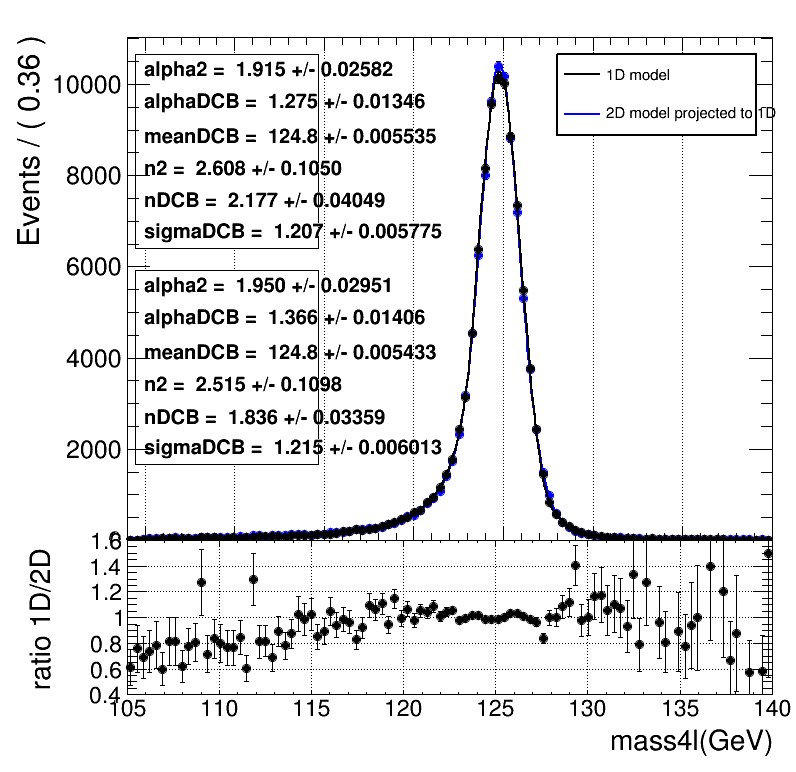 Events / ( 0.36 )
10000
8000
6000
4000
2000
alpha2 = 1.915 +/- 0.02582
alphaDCB = 1.275 +/- 0.01346
meanDCB = 124.8 +/- 0.005535
n2 = 2.608 +/- 0.1050
nDCB = 2.177 +/- 0.04049
sigmaDCB = 1.207 +/- 0.005775
alpha2 = 1.950 +/- 0.02951
alphaDCB = 1.366 +/- 0.01406
meanDCB = 124.8 +/- 0.005433
n2 = 2.515 +/- 0.1098
nDCB = 1.836 +/- 0.03359
sigmaDCB = 1.215 +/- 0.006013
1D model
2D model projected to 1D
ratio 1D/2D
1.6
1.4
1.2
1
0.8
0.6
0.4
105 110 115 120 125 130 135 140
mass4l(GeV)